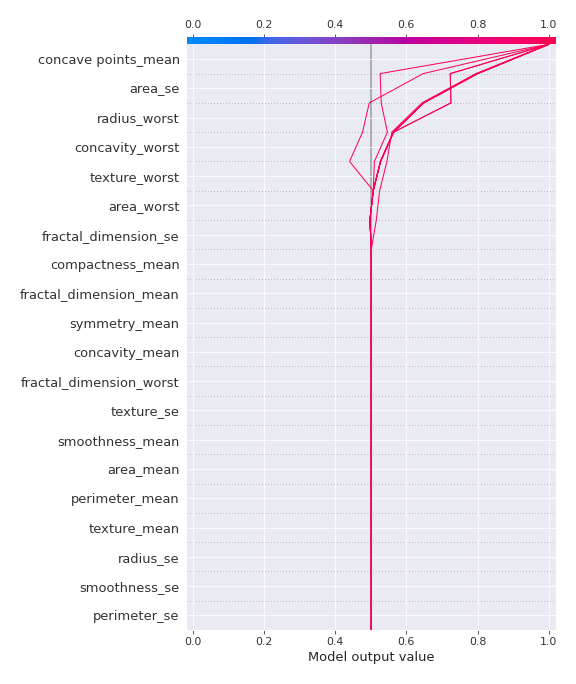 0.0 0.2 0.4 0.6 0.8 1.0
concave points_mean
area_se
radius_worst
concavity_worst
texture_worst
area_worst
fractal_dimension_se
compactness_mean
fractal_dimension_mean
symmetry_mean
concavity_mean
fractal_dimension_worst
texture_se
smoothness_mean
area_mean
perimeter_mean
texture_mean
radius_se
smoothness_se
perimeter_se
0.0 0.2 0.4 0.6 0.8 1.0
Model output value